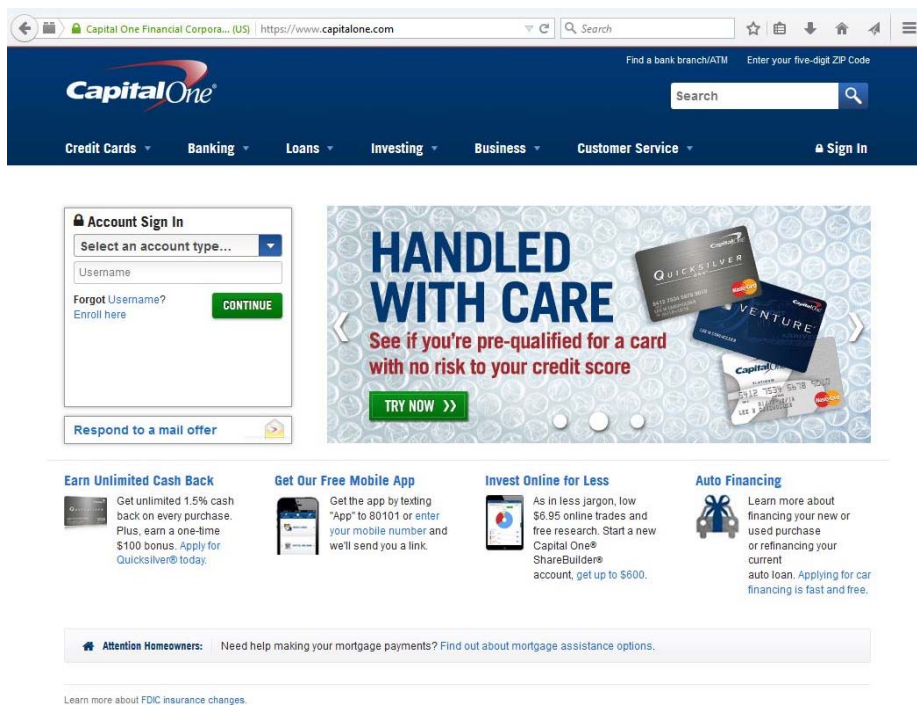 Capital One Financial Corpora... (US)
https://www.capitalone.com
Search
Find a bank branch/ATM
Enter your five-digit ZIP Code
CapitalOne®
Search
Credit Cards
Banking
Loans
Investing
Business
Customer Service
Sign In
Account Sign In
Select an account type...
Username
Forgot Username?
Enroll here
CONTINUE
Respond to a mail offer
HANDLED
WITH CARE
See if you're pre-qualified for a card
with no risk to your credit score
TRY NOW
QUICKSILVER
VENTURE
CapitalOne
Earn Unlimited Cash Back
Get unlimited 1.5% cash
back on every purchase.
Plus, earn a one-time
$100 bonus. Apply for
Quicksilver® today.
Get Our Free Mobile App
Get the app by texting
"App" to 80101 or enter
your mobile number and
we'll send you a link.
Invest Online for Less
As in less jargon, low
$6.95 online trades and
free research. Start a new
Capital One®
ShareBuilder®
account, get up to $600.
Auto Financing
Learn more about
financing your new or
used purchase
or refinancing your
current
auto loan. Applying for car
financing is fast and free.
Attention Homeowners: Need help making your mortgage payments? Find out about mortgage assistance options.
Learn more about FDIC insurance changes.